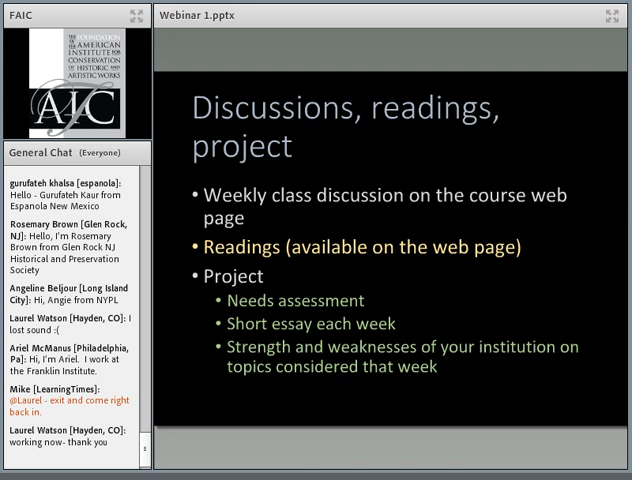 FAIC
THE FOUNDATION
OF THE AMERICAN
INSTITUTE FOR
CONSERVATION
OF HISTORIC AND
ARTISTIC WORKS
AIC
General Chat (Everyone)
gurufateh khalsa [espanola]:
Hello - Gurufateh Kaur from
Espanola New Mexico
Rosemary Brown [Glen Rock,
NJ]: Hello, I'm Rosemary
Brown from Glen Rock NJ
Historical and Preservation
Society
Angeline Beljour [Long Island
City]: Hi, Angie from NYPL
Laurel Watson [Hayden, CO]: I
lost sound :(
Ariel McManus [Philadelphia,
Pa]: Hi, I'm Ariel. I work at
the Franklin Institute.
Mike [LearningTimes]:
@Laurel - exit and come right
back in.
Laurel Watson [Hayden, CO]:
working now- thank you
Webinar 1.pptx
Discussions, readings,
project
• Weekly class discussion on the course web
page
• Readings (available on the web page)
• Project
• Needs assessment
• Short essay each week
• Strength and weaknesses of your institution on
topics considered that week